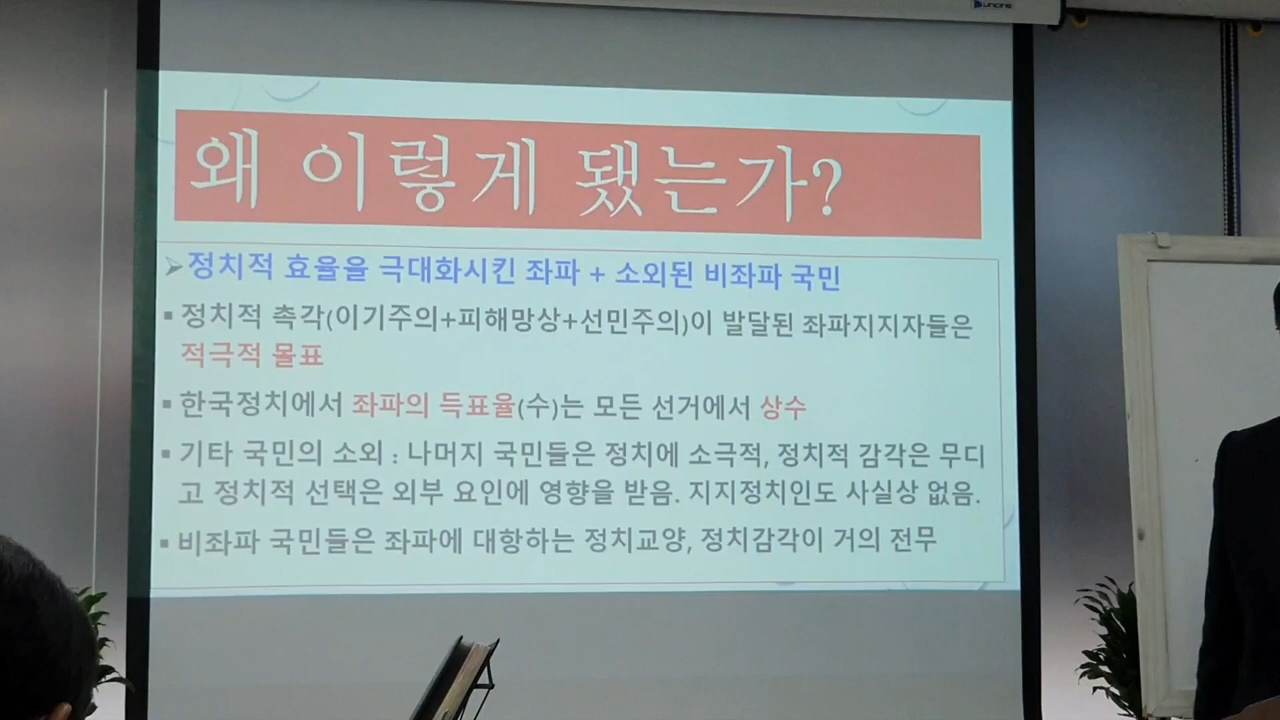 왜 이렇게 됐는가?
➢정치적 효율을 극대화시킨 좌파 + 소외된 비좌파 국민
▪ 정치적 촉각(이기주의+피해망상+선민주의)이 발달된 좌파지지자들은
적극적 몰표
▪ 한국정치에서 좌파의 득표율(수)는 모든 선거에서 상수
▪ 기타 국민의 소외 : 나머지 국민들은 정치에 소극적, 정치적 감각은 무디
고 정치적 선택은 외부 요인에 영향을 받음. 지지정치인도 사실상 없음.
▪ 비좌파 국민들은 좌파에 대항하는 정치교양, 정치감각이 거의 전무